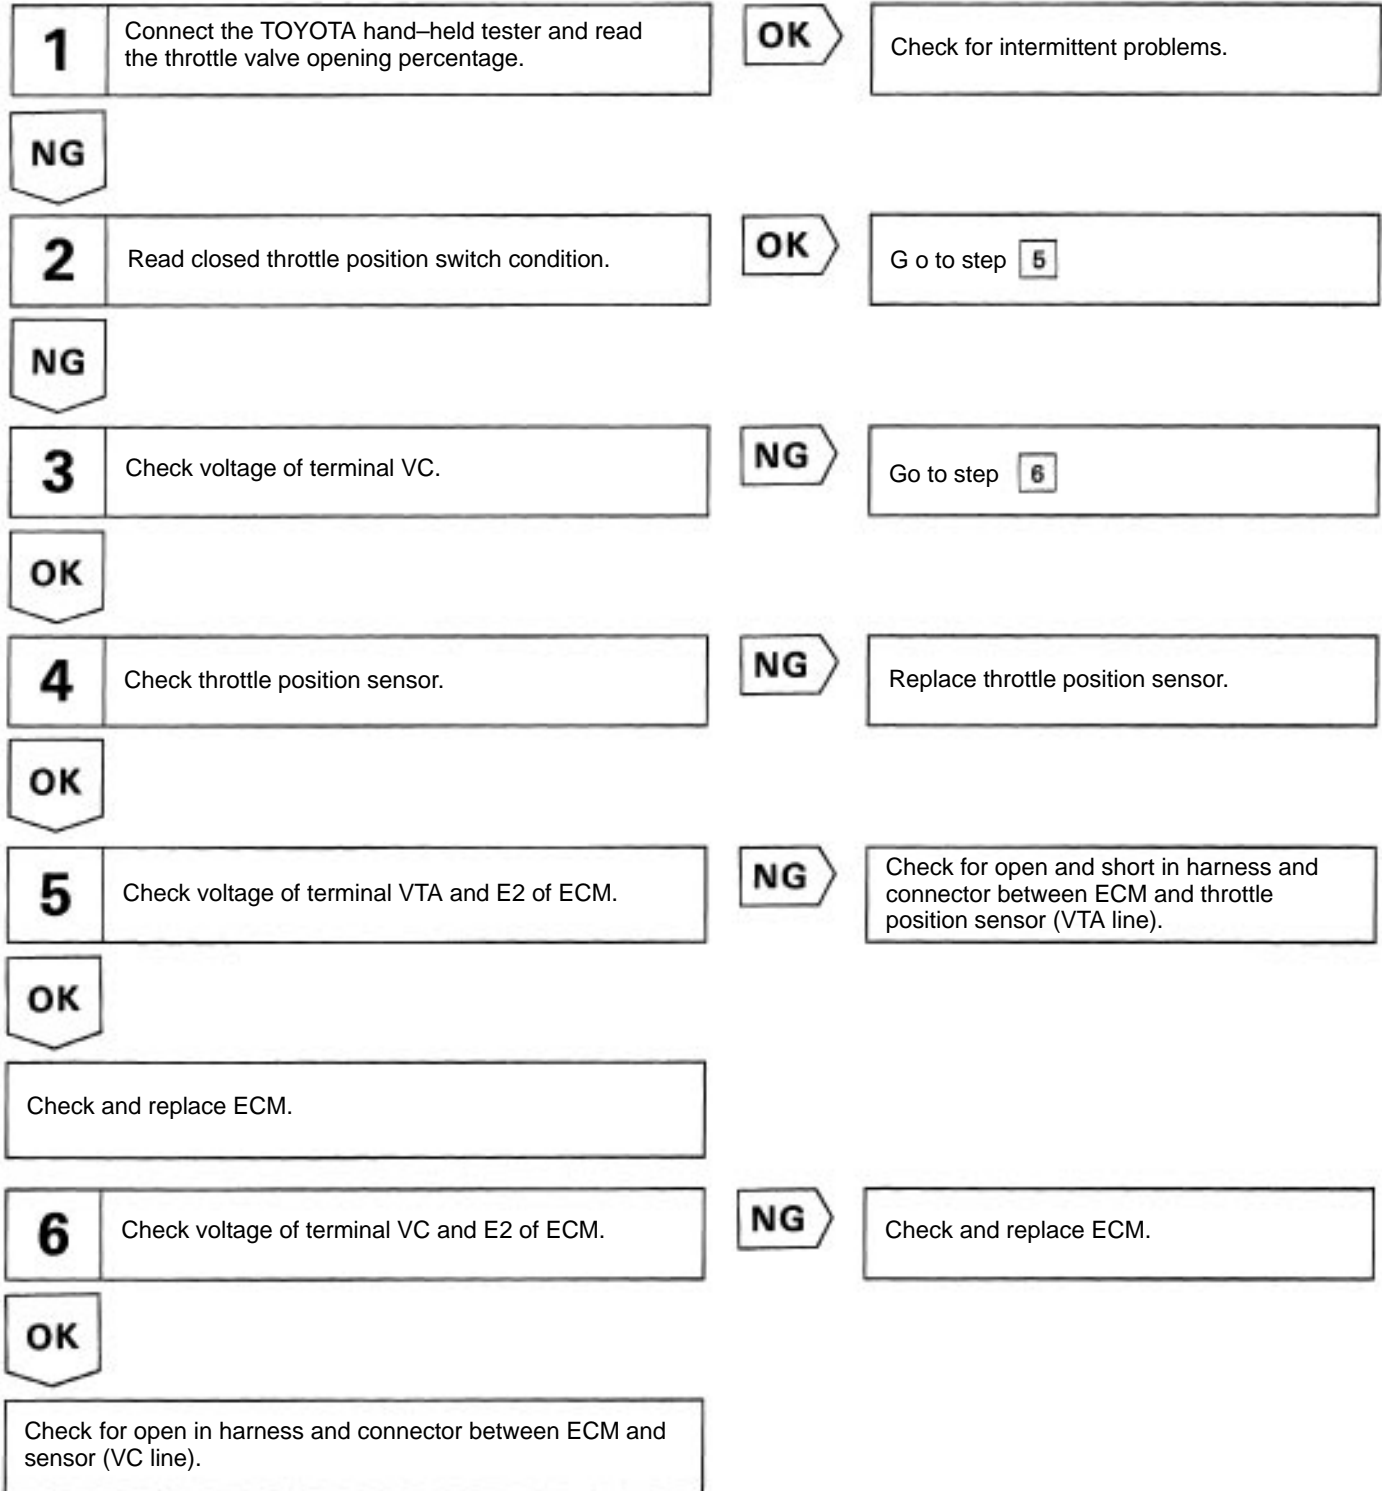 1
Connect the TOYOTA hand–held tester and read
the throttle valve opening percentage.
OK
Check for intermittent problems.
NG
2
Read closed throttle position switch condition.
OK
G o to step 5
NG
3
Check voltage of terminal VC.
NG
Go to step 6
OK
4
Check throttle position sensor.
NG
Replace throttle position sensor.
OK
5
Check voltage of terminal VTA and E2 of ECM.
NG
Check for open and short in harness and
connector between ECM and throttle
position sensor (VTA line).
OK
Check and replace ECM.
6
Check voltage of terminal VC and E2 of ECM.
NG
Check and replace ECM.
OK
Check for open in harness and connector between ECM and
sensor (VC line).